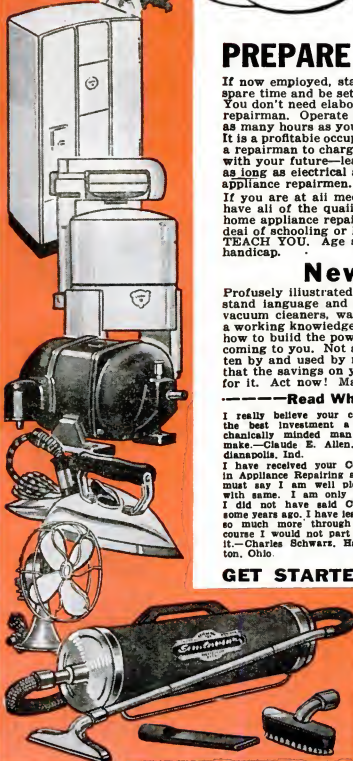 PREPARE
If now employed, sta
spare time and be set
You don't need elabo
repairman. Operate
as many hours as you
It is a profitable occup
a repairman to charg
with your future—lea
as long as electrical a
appliance repairmen.
If you are at all mec
have all of the quali
home appliance repai
deal of schooling or
TEACH YOU. Age
handicap.
New
Profusely illustrated
stand language and
vacuum cleaners, wa
a working knowledge
how to build the pow
coming to you. Not a
ten by and used by r
that the savings on y
for it. Act now! Ma
Read Wh
I really believe your c
the best investment a
chanically minded man
make.—Claude E. Allen,
dianapolis, Ind.
I have received your Co
in Appliance Repairing a
must say I am well pl
with same. I am only
I did not have said C
some years ago. I have lea
so much more through
course I would not part
it.—Charles Schwarz, Ha
ton, Ohio
GET STARTE